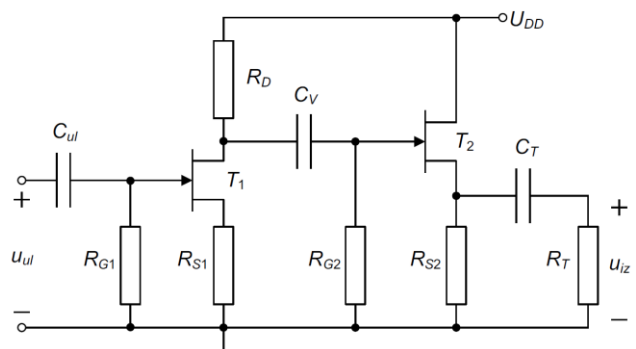 U_DD
R_D
C_V
C_ul
T_1
T_2
C_T
+
+
u_ul
R_G1
R_S1
R_G2
R_S2
R_T
u_iz
−
−